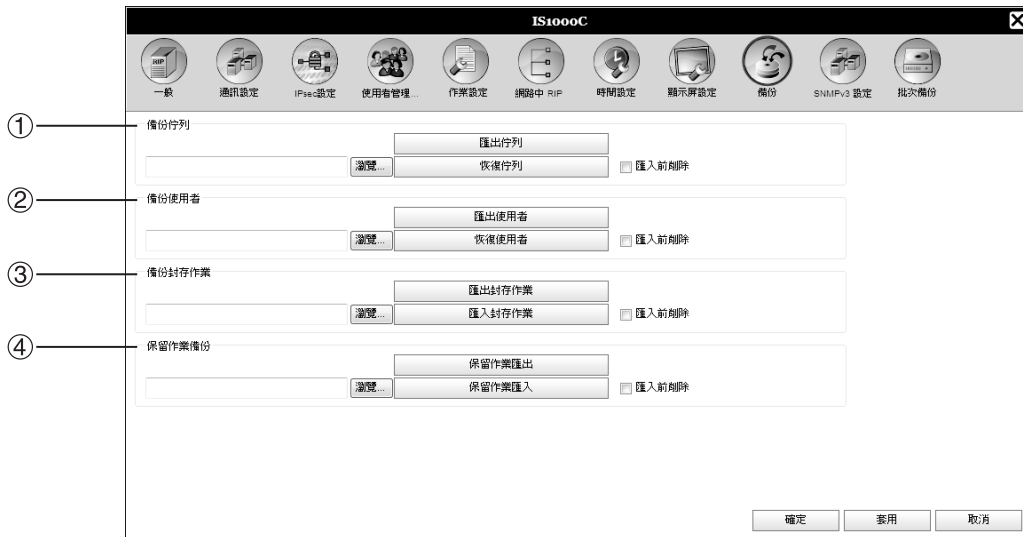 IS1000C
RIP
一般
通訊設定
IPsec設定
使用者管理...
作業設定
網路中 RIP
時間設定
顯示屏設定
備份
SNMPv3 設定
批次備份
① 備份佇列
匯出佇列
瀏覽... 恢復佇列 匯入前刪除
② 備份使用者
匯出使用者
瀏覽... 恢復使用者 匯入前刪除
③ 備份封存作業
匯出封存作業
瀏覽... 匯入封存作業 匯入前刪除
④ 保留作業備份
保留作業匯出
瀏覽... 保留作業匯入 匯入前刪除
確定 套用 取消